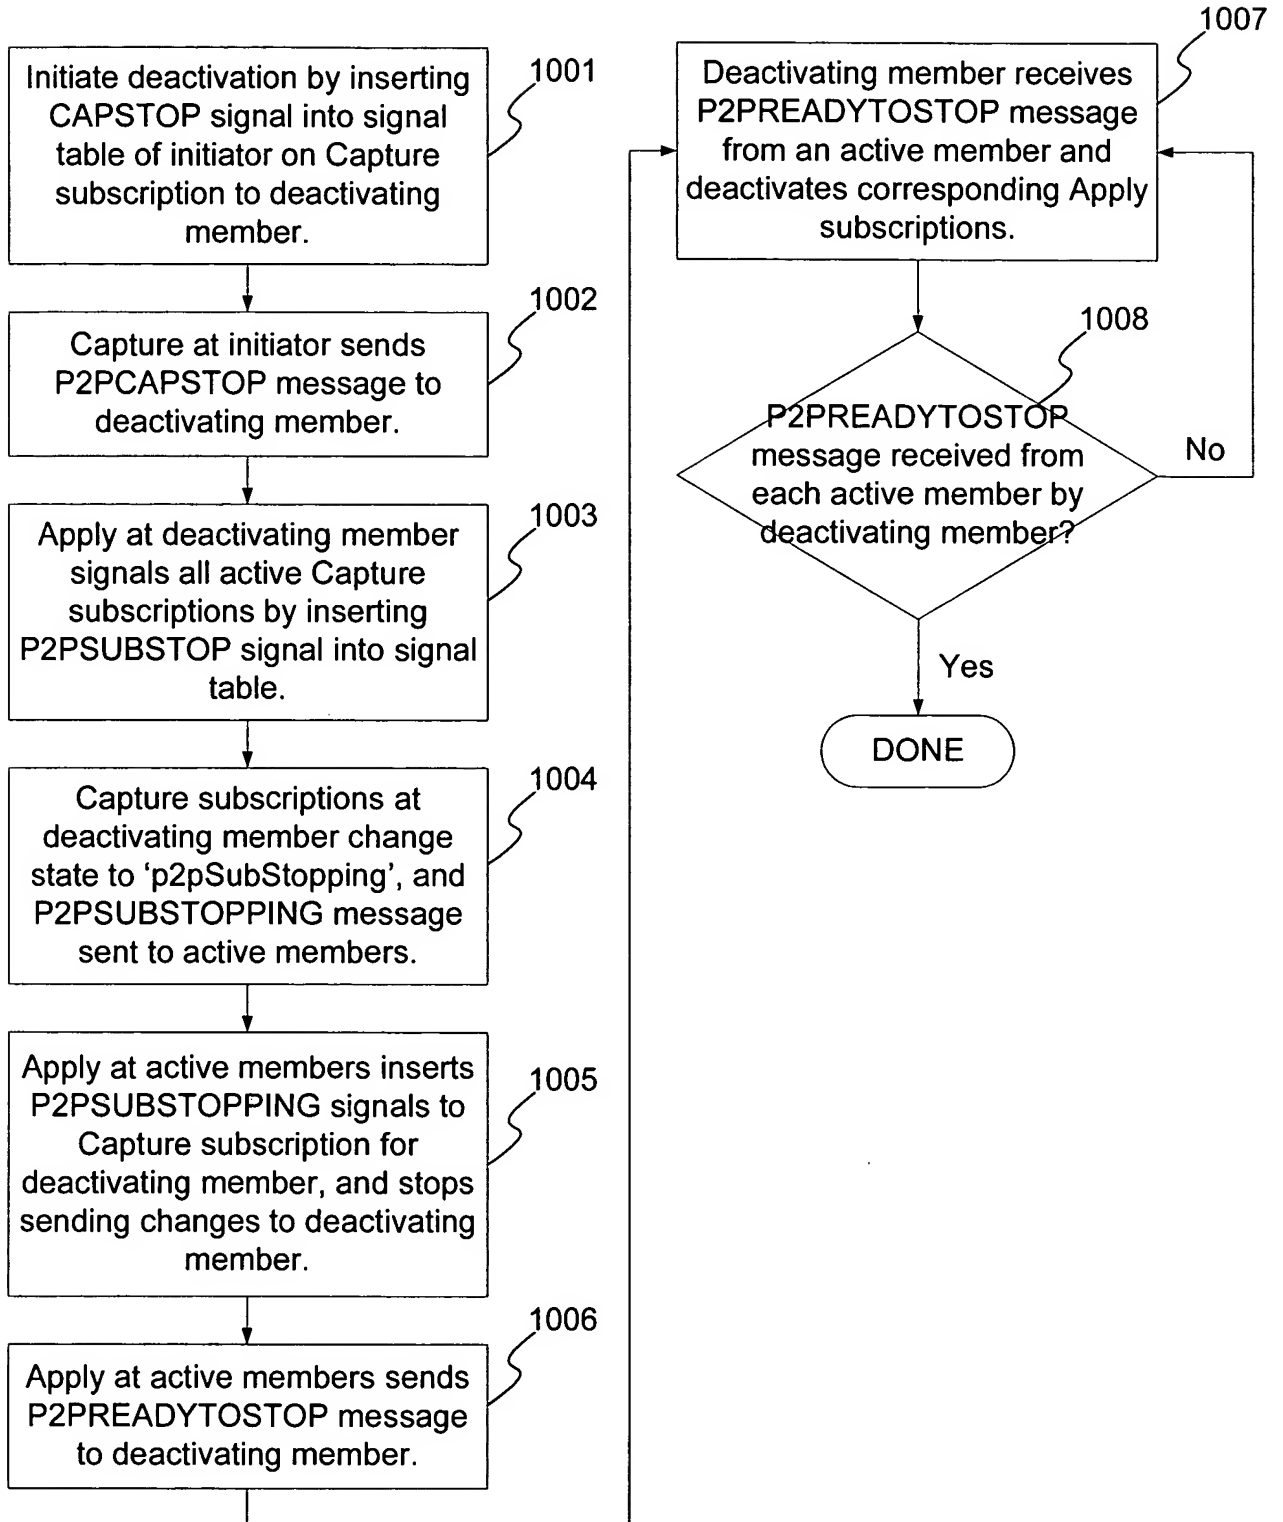 Initiate deactivation by inserting
CAPSTOP signal into signal
table of initiator on Capture
subscription to deactivating
member.
1001
Capture at initiator sends
P2PCAPSTOP message to
deactivating member.
1002
Apply at deactivating member
signals all active Capture
subscriptions by inserting
P2PSUBSTOP signal into signal
table.
1003
Capture subscriptions at
deactivating member change
state to ‘p2pSubStopping’, and
P2PSUBSTOPPING message
sent to active members.
1004
Apply at active members inserts
P2PSUBSTOPPING signals to
Capture subscription for
deactivating member, and stops
sending changes to deactivating
member.
1005
Apply at active members sends
P2PREADYTOSTOP message
to deactivating member.
1006
Deactivating member receives
P2PREADYTOSTOP message
from an active member and
deactivates corresponding Apply
subscriptions.
1007
P2PREADYTOSTOP
message received from
each active member by
deactivating member?
1008
No
Yes
DONE